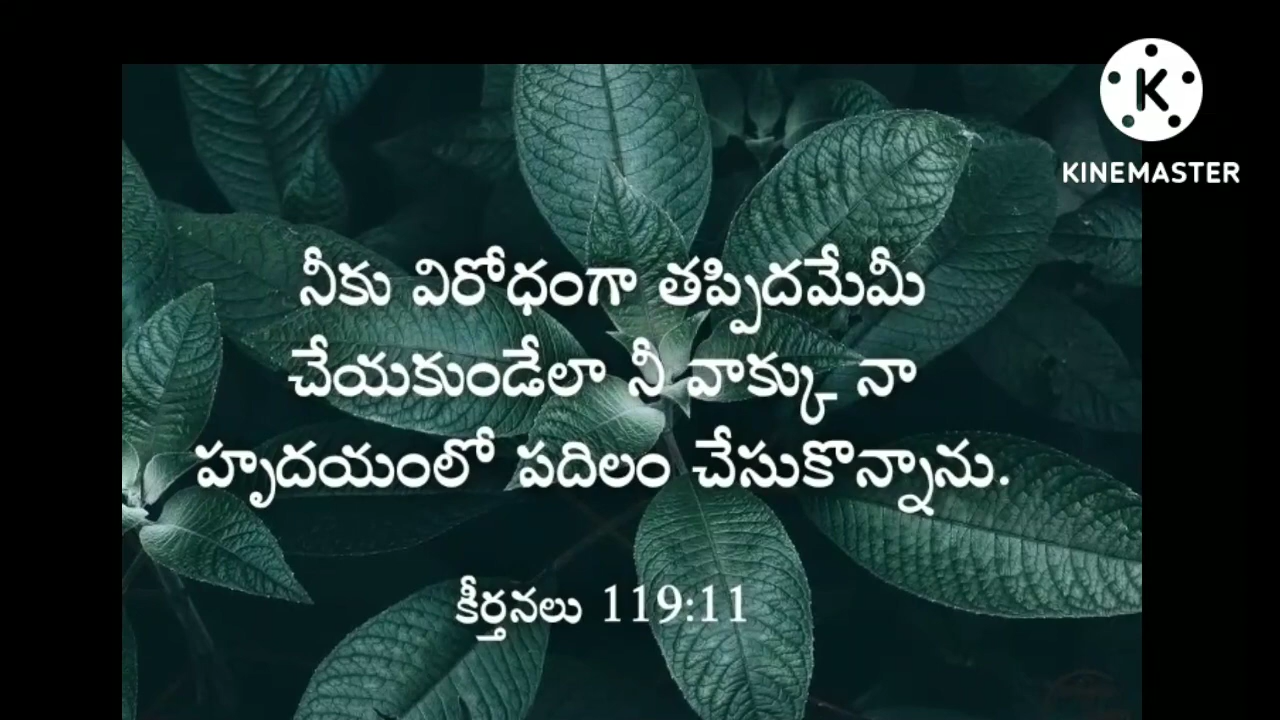 K
KINEMASTER
నీకు విరోధంగా తప్పిదమేమీ
చేయకుండేలా నీ వాక్కు నా
హృదయంలో పదిలం చేసుకొన్నాను.
కీర్తనలు 119:11